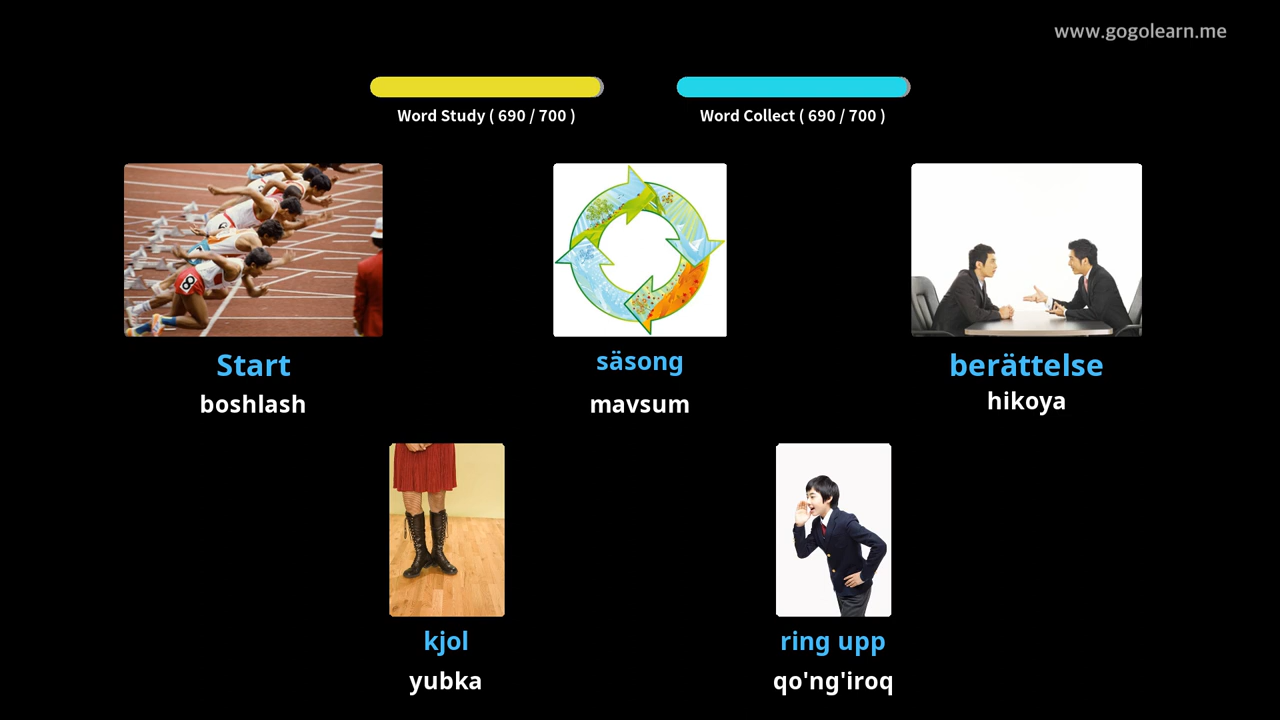 www.gogolearn.me
Word Study ( 690 / 700 )
Word Collect ( 690 / 700 )
8
Start
boshlash
säsong
mavsum
berättelse
hikoya
kjol
yubka
ring upp
qo'ng'iroq